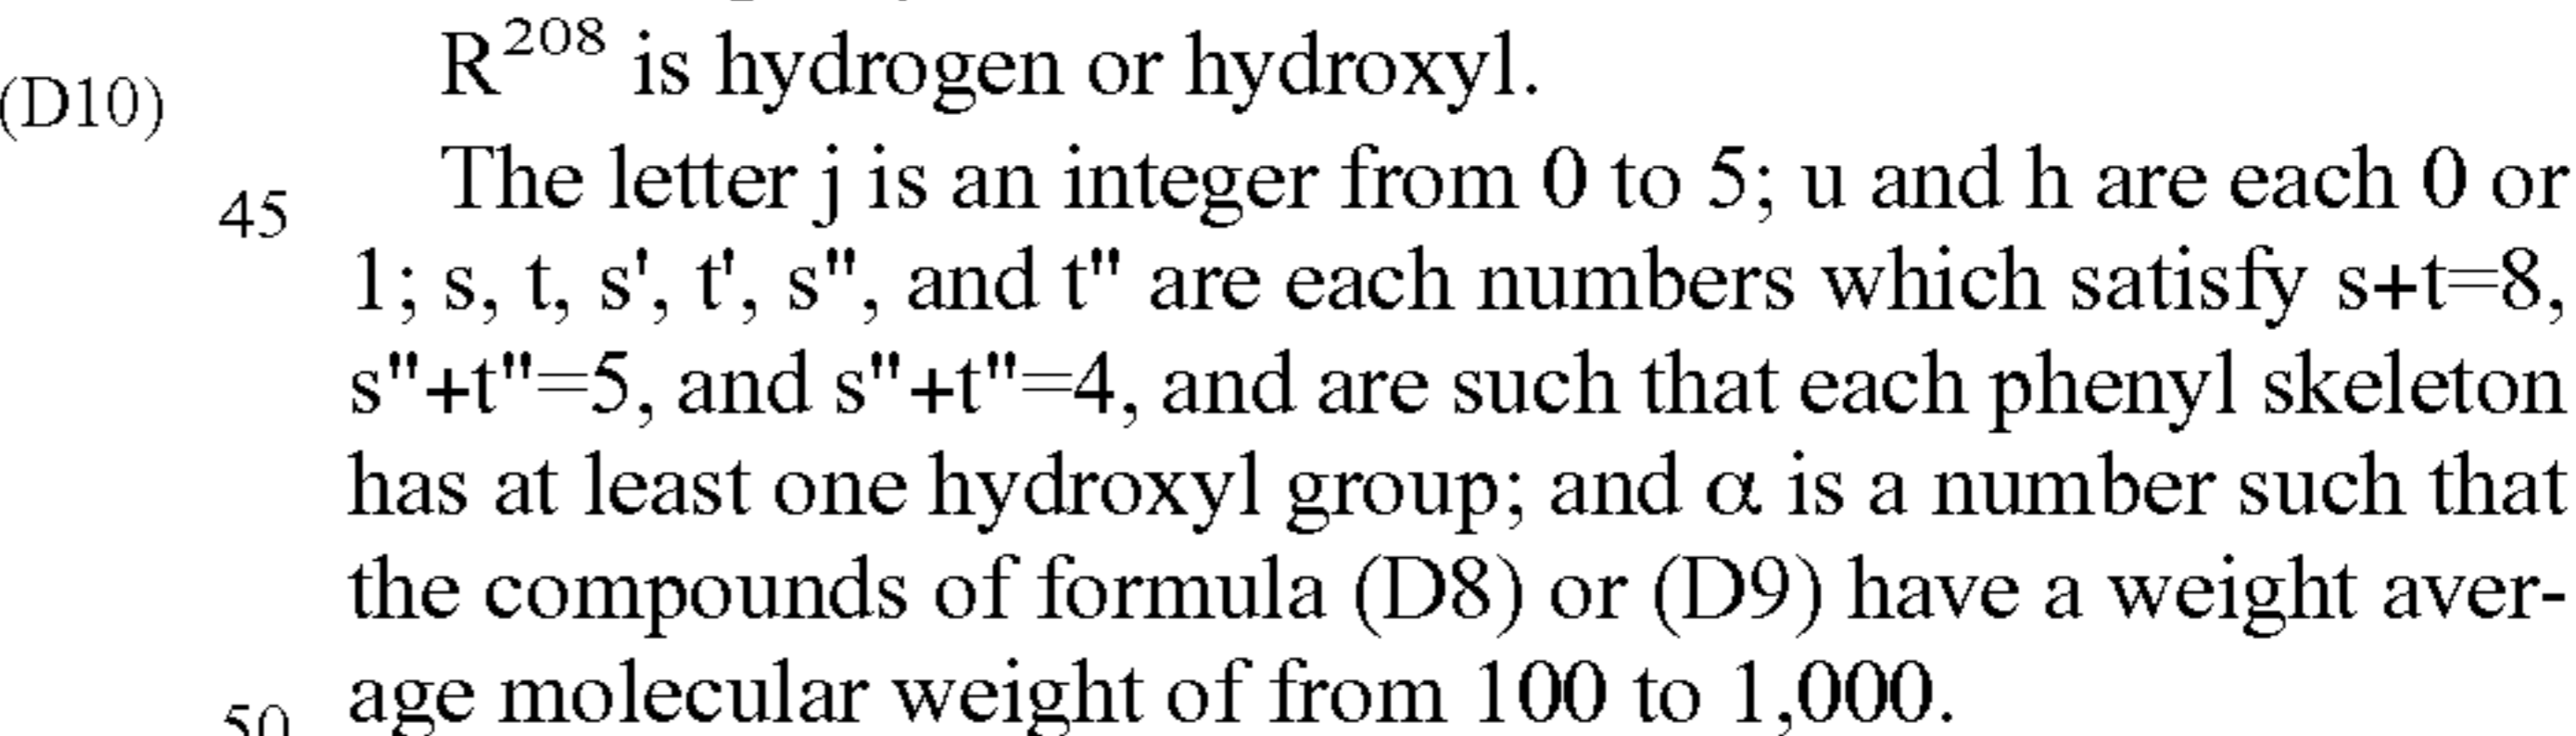 R²⁰⁸ is hydrogen or hydroxyl.
(D10)
The letter j is an integer from 0 to 5; u and h are each 0 or
45
1; s, t, s', t', s", and t" are each numbers which satisfy s+t=8,
s"+t"=5, and s"+t"=4, and are such that each phenyl skeleton
has at least one hydroxyl group; and α is a number such that
the compounds of formula (D8) or (D9) have a weight aver-
age molecular weight of from 100 to 1,000.
50